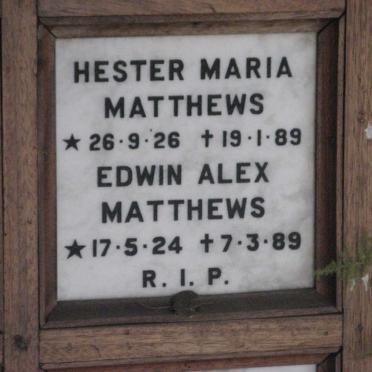 HESTER MARIA
MATTHEWS
★ 26·9·26 ✝ 19·1·89
EDWIN ALEX
MATTHEWS
★ 17·5·24 ✝ 7·3·89
R. I. P.